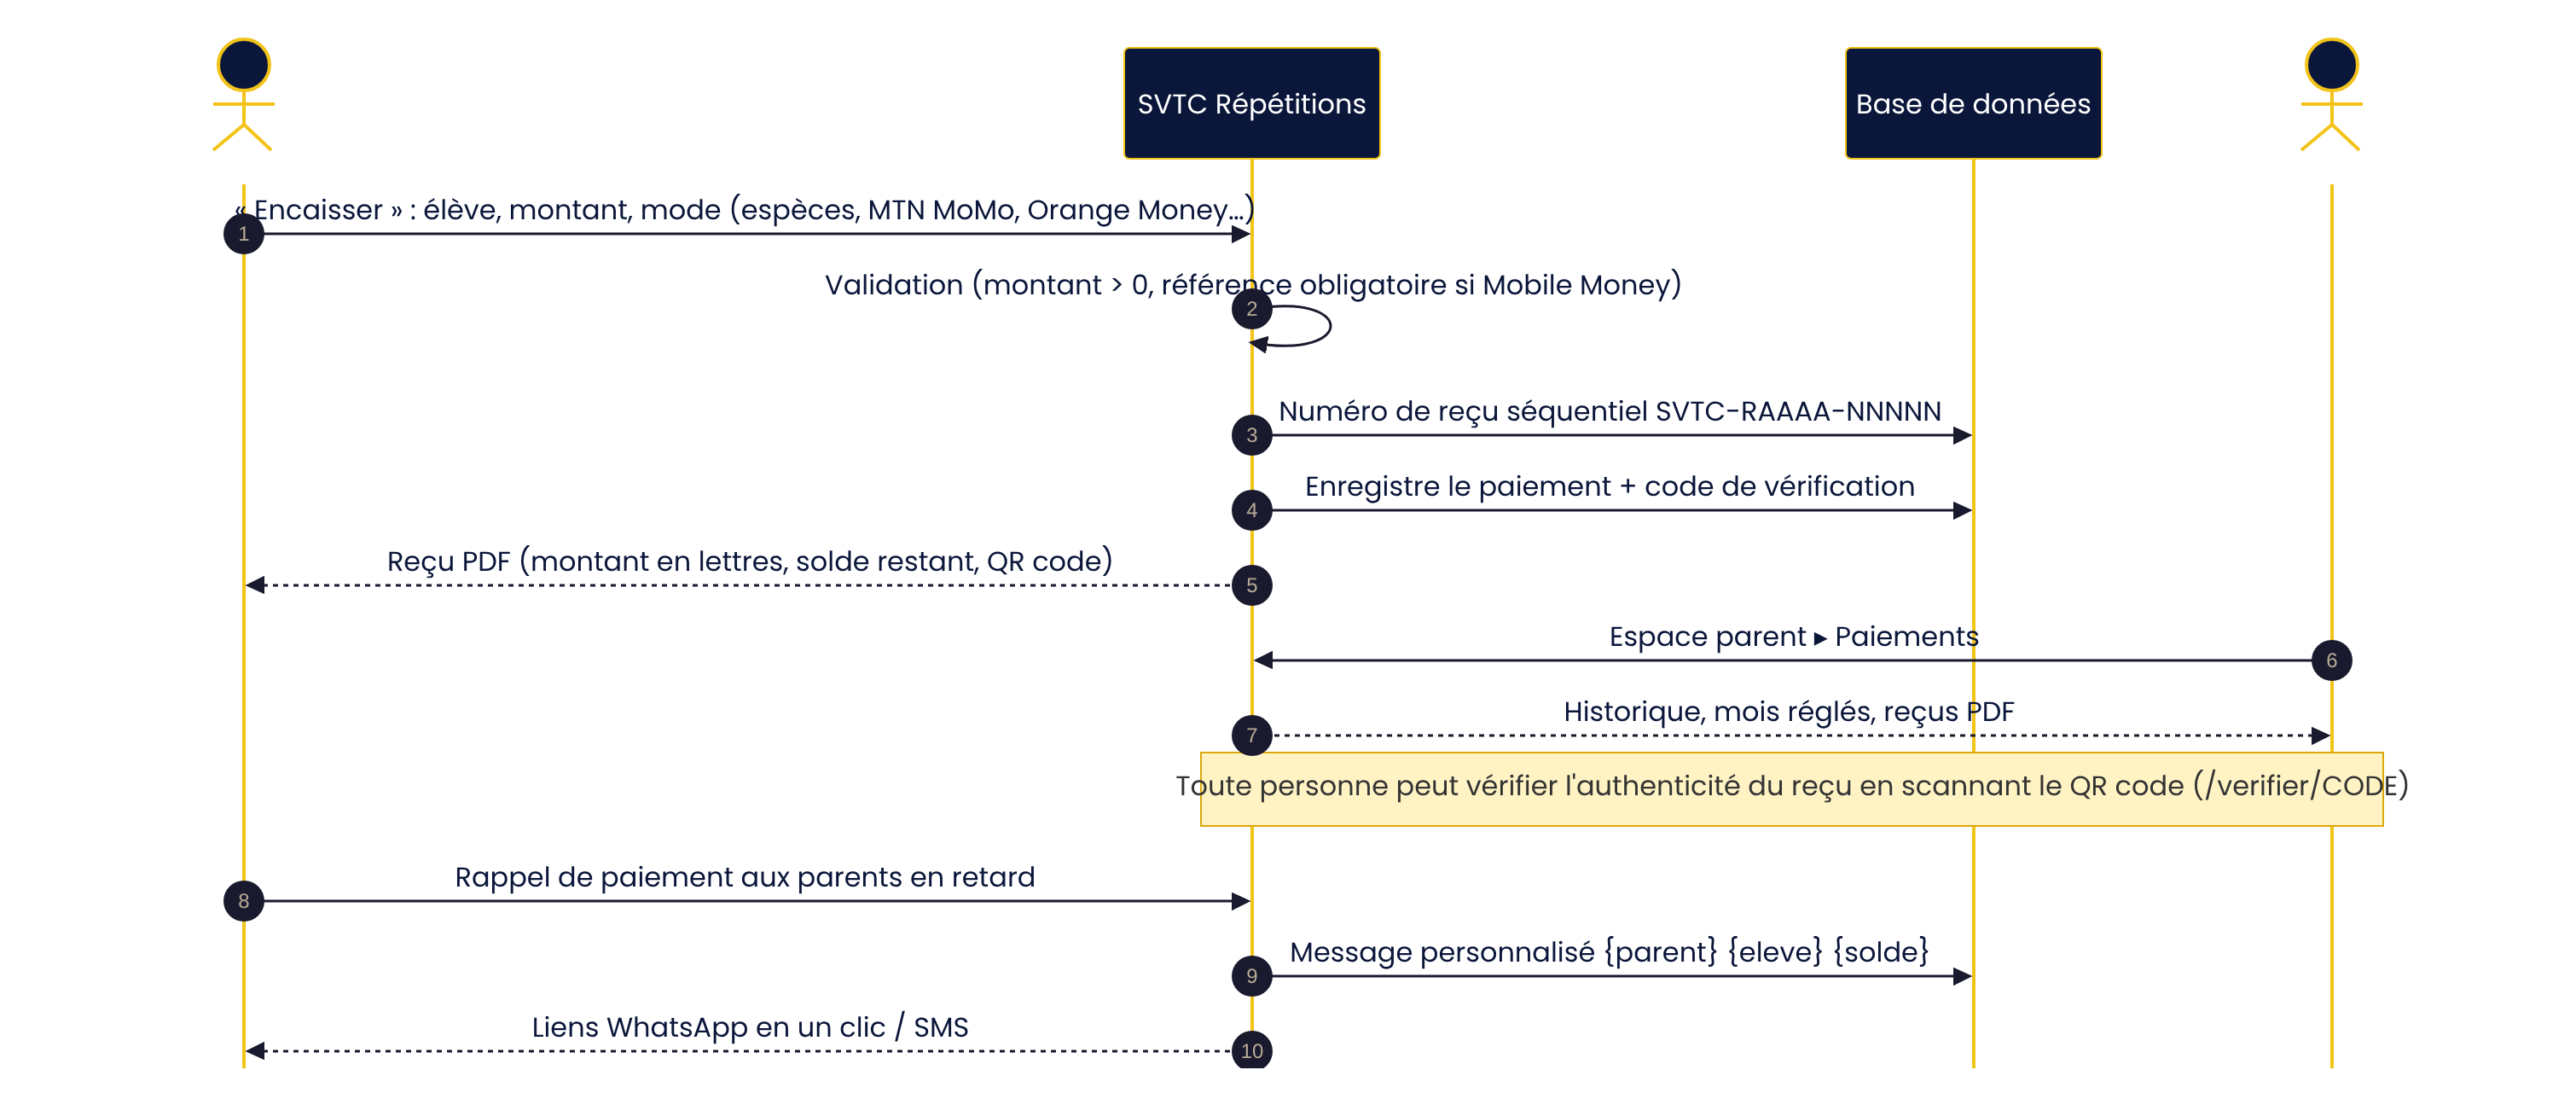 SVTC Répétitions
Base de données
« Encaisser » : élève, montant, mode (espèces, MTN MoMo, Orange Money…)
1
Validation (montant > 0, référence obligatoire si Mobile Money)
2
Numéro de reçu séquentiel SVTC-RAAAA-NNNNN
3
Enregistre le paiement + code de vérification
4
Reçu PDF (montant en lettres, solde restant, QR code)
5
Espace parent ▸ Paiements
6
Historique, mois réglés, reçus PDF
7
Toute personne peut vérifier l'authenticité du reçu en scannant le QR code (/verifier/CODE)
Rappel de paiement aux parents en retard
8
Message personnalisé {parent} {eleve} {solde}
9
Liens WhatsApp en un clic / SMS
10